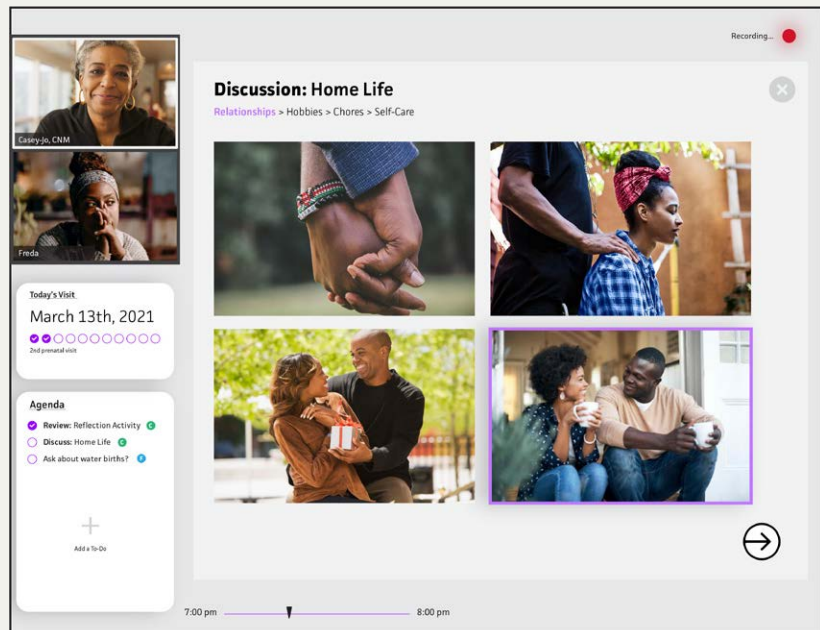 Recording...
Casey-Jo, CNM
Freda
Discussion: Home Life
Relationships > Hobbies > Chores > Self-Care
Today's Visit
March 13th, 2021
2nd prenatal visit
Agenda
Review: Reflection Activity C
Discuss: Home Life C
Ask about water births? F
Add a To-Do
7:00 pm
8:00 pm